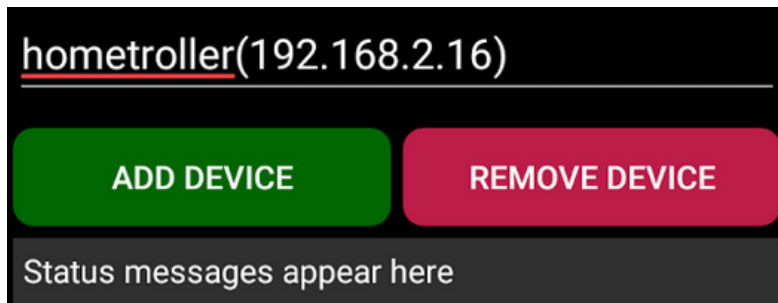 hometroller(192.168.2.16)
ADD DEVICE REMOVE DEVICE
Status messages appear here